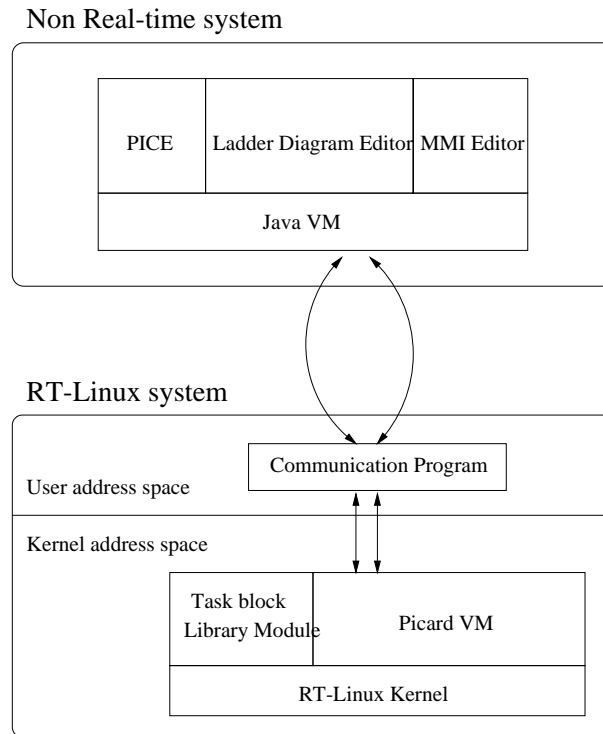 Non Real-time system
PICE
Ladder Diagram Editor
MMI Editor
Java VM
RT-Linux system
Communication Program
User address space
Kernel address space
Task block
Library Module
Picard VM
RT-Linux Kernel